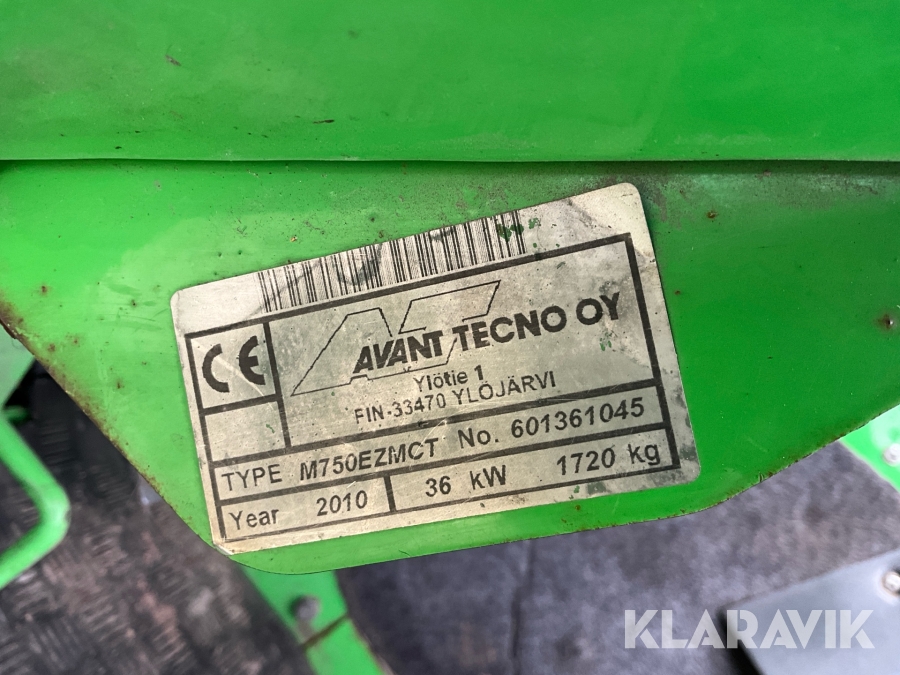 CE
AVANT TECNO OY
Ylötie 1
FIN-33470 YLÖJÄRVI
TYPE M750EZMCT No. 601361045
Year 2010 36 kW 1720 kg
KLARAVIK